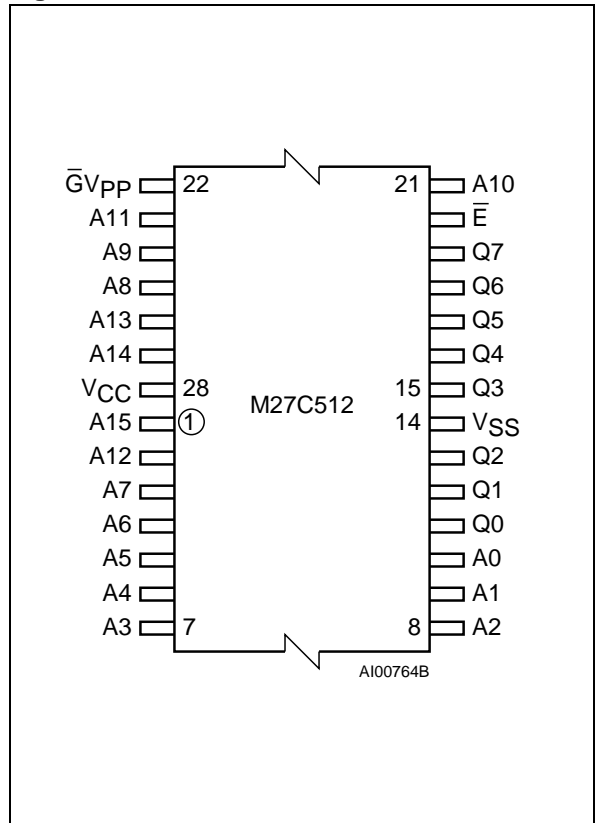 G̅VPP 22 21 A10
A11 E̅
A9 Q7
A8 Q6
A13 Q5
A14 Q4
VCC 28 15 Q3
M27C512
A15 1 14 VSS
A12 Q2
A7 Q1
A6 Q0
A5 A0
A4 A1
A3 7 8 A2
AI00764B